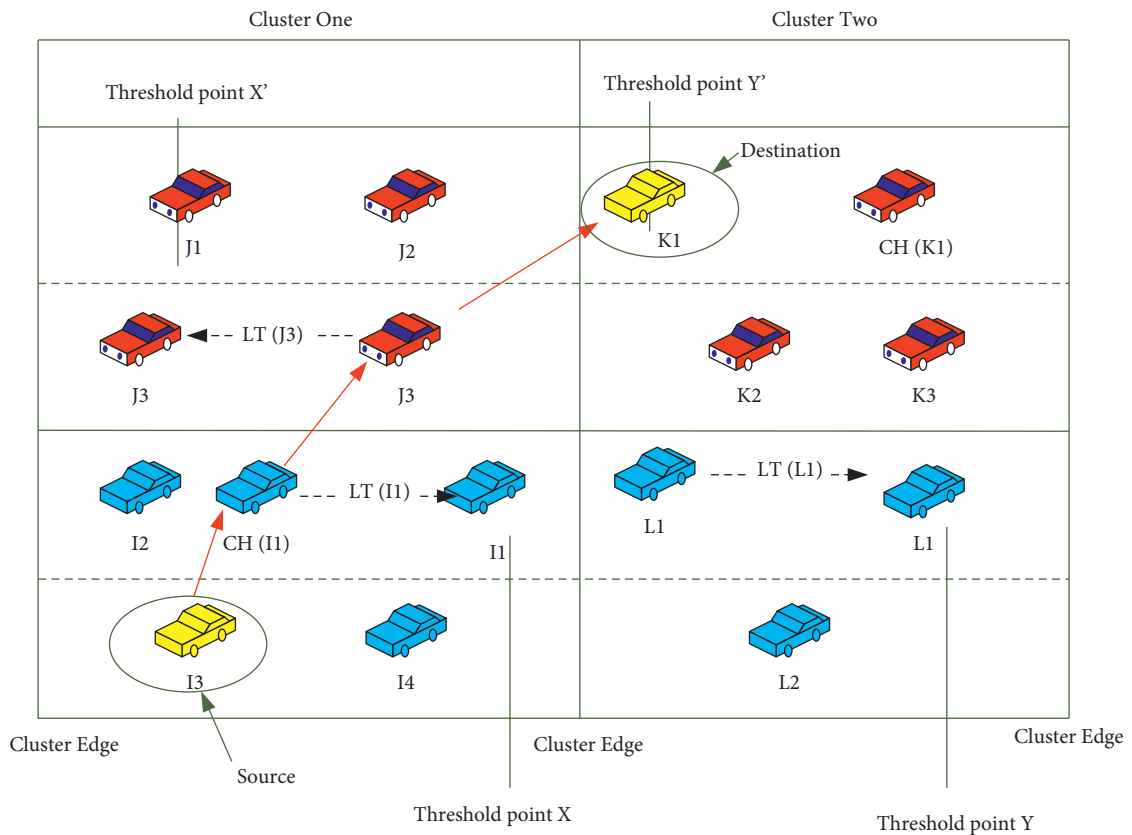 Cluster One
Cluster Two
Threshold point X’
Threshold point Y’
Destination
J1
J2
K1
CH (K1)
LT (J3)
J3
J3
K2
K3
LT (I1)
LT (L1)
I2
CH (I1)
I1
L1
L1
I3
I4
L2
Cluster Edge
Cluster Edge
Cluster Edge
Source
Threshold point X
Threshold point Y